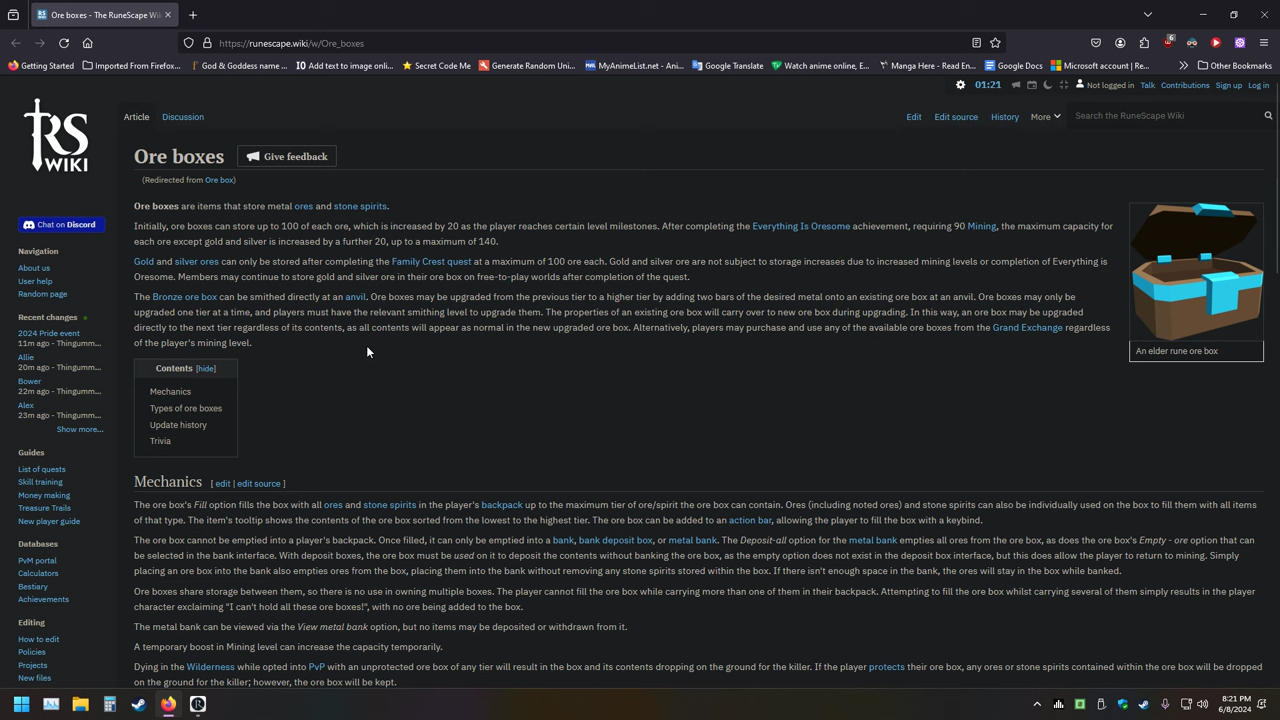 Ore boxes - The RuneScape Wi
https://runescape.wiki/w/Ore_boxes
6
Getting Started
Imported From Firefox...
God & Goddess name ...
Add text to image onlin...
Secret Code Me
Generate Random Uni...
MyAnimeList.net - Ani...
Google Translate
Watch anime online, E...
Manga Here - Read En...
Google Docs
Microsoft account | Re...
Other Bookmarks
01:21
Not logged in
Talk
Contributions
Sign up
Log in
RS
WIKI
Article
Discussion
Edit
Edit source
History
More
Search the RuneScape Wiki
Ore boxes
Give feedback
(Redirected from Ore box)
Ore boxes are items that store metal ores and stone spirits.
Initially, ore boxes can store up to 100 of each ore, which is increased by 20 as the player reaches certain level milestones. After completing the Everything Is Oresome achievement, requiring 90 Mining, the maximum capacity for
each ore except gold and silver is increased by a further 20, up to a maximum of 140.
Gold and silver ores can only be stored after completing the Family Crest quest at a maximum of 100 ore each. Gold and silver ore are not subject to storage increases due to increased mining levels or completion of Everything is
Oresome. Members may continue to store gold and silver ore in their ore box on free-to-play worlds after completion of the quest.
The Bronze ore box can be smithed directly at an anvil. Ore boxes may be upgraded from the previous tier to a higher tier by adding two bars of the desired metal onto an existing ore box at an anvil. Ore boxes may only be
upgraded one tier at a time, and players must have the relevant smithing level to upgrade them. The properties of an existing ore box will carry over to new ore box during upgrading. In this way, an ore box may be upgraded
directly to the next tier regardless of its contents, as all contents will appear as normal in the new upgraded ore box. Alternatively, players may purchase and use any of the available ore boxes from the Grand Exchange regardless
of the player's mining level.
An elder rune ore box
Contents [hide]
Mechanics
Types of ore boxes
Update history
Trivia
Mechanics [ edit | edit source ]
The ore box's Fill option fills the box with all ores and stone spirits in the player's backpack up to the maximum tier of ore/spirit the ore box can contain. Ores (including noted ores) and stone spirits can also be individually used on the box to fill with all items
of that type. The item's tooltip shows the contents of the ore box sorted from the lowest to the highest tier. The ore box can be added to an action bar, allowing the player to fill the box with a keybind.
The ore box cannot be emptied into a player's backpack. Once filled, it can only be emptied into a bank, bank deposit box, or metal bank. The Deposit-all option for the metal bank empties all ores from the ore box, as does the ore box's Empty - ore option that can
be selected in the bank interface. With deposit boxes, the ore box must be used on it to deposit the contents without banking the ore box, as the empty option does not exist in the deposit box interface, but this does allow the player to return to mining. Simply
placing an ore box into the bank also empties ores from the box, placing them into the bank without removing any stone spirits stored within the box. If there isn't enough space in the bank, the ores will stay in the box while banked.
Ore boxes share storage between them, so there is no use in owning multiple boxes. The player cannot fill the ore box while carrying more than one of them in their backpack. Attempting to fill the ore box whilst carrying several of them simply results in the player
character exclaiming "I can't hold all these ore boxes!", with no ore being added to the box.
The metal bank can be viewed via the View metal bank option, but no items may be deposited or withdrawn from it.
A temporary boost in Mining level can increase the capacity temporarily.
Dying in the Wilderness while opted into PvP with an unprotected ore box of any tier will result in the box and its contents dropping on the ground for the killer. If the player protects their ore box, any ores or stone spirits contained within the ore box will be dropped
on the ground for the killer; however, the ore box will be kept.
Chat on Discord
Navigation
About us
User help
Random page
Recent changes
2024 Pride event
11m ago - Thingumm...
Allie
20m ago - Thingumm...
Bower
22m ago - Thingumm...
Alex
23m ago - Thingumm...
Show more...
Guides
List of quests
Skill training
Money making
Treasure Trails
New player guide
Databases
PvM portal
Calculators
Bestiary
Achievements
Editing
How to edit
Policies
Projects
New files
8:21 PM
6/8/2024